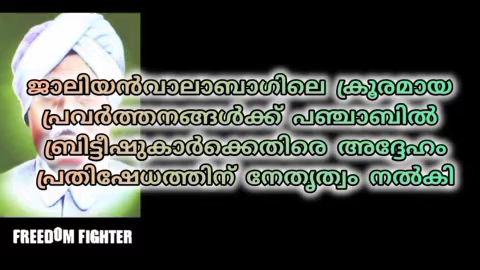 ജാലിയൻവാലാബാഗിലെ ക്രൂരമായ
പ്രവർത്തനങ്ങൾക്ക് പഞ്ചാബിൽ
ബ്രിട്ടീഷുകാർക്കെതിരെ അദ്ദേഹം
പ്രതിഷേധത്തിന് നേതൃത്വം നൽകി
FREEDOM FIGHTER